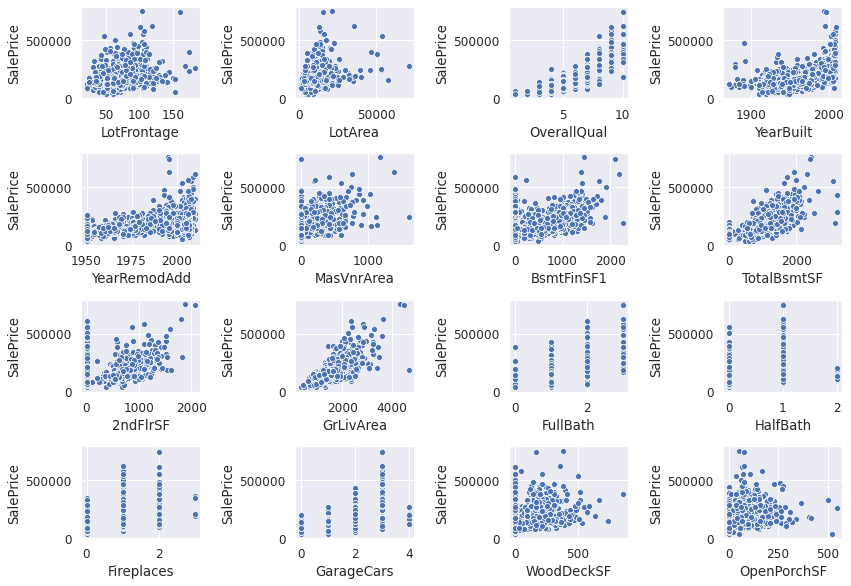 SalePrice
500000
0
50
100
150
LotFrontage
SalePrice
500000
0
0
50000
LotArea
SalePrice
500000
0
5
10
OverallQual
SalePrice
500000
0
1900
2000
YearBuilt
SalePrice
500000
0
1950
1975
2000
YearRemodAdd
SalePrice
500000
0
0
1000
MasVnrArea
SalePrice
500000
0
0
1000
2000
BsmtFinSF1
SalePrice
500000
0
2000
TotalBsmtSF
SalePrice
500000
0
0
1000
2000
2ndFlrSF
SalePrice
500000
0
2000
4000
GrLivArea
SalePrice
500000
0
0
2
FullBath
SalePrice
500000
0
0
1
2
HalfBath
SalePrice
500000
0
0
2
Fireplaces
SalePrice
500000
0
0
2
4
GarageCars
SalePrice
500000
0
0
500
WoodDeckSF
SalePrice
500000
0
0
250
500
OpenPorchSF